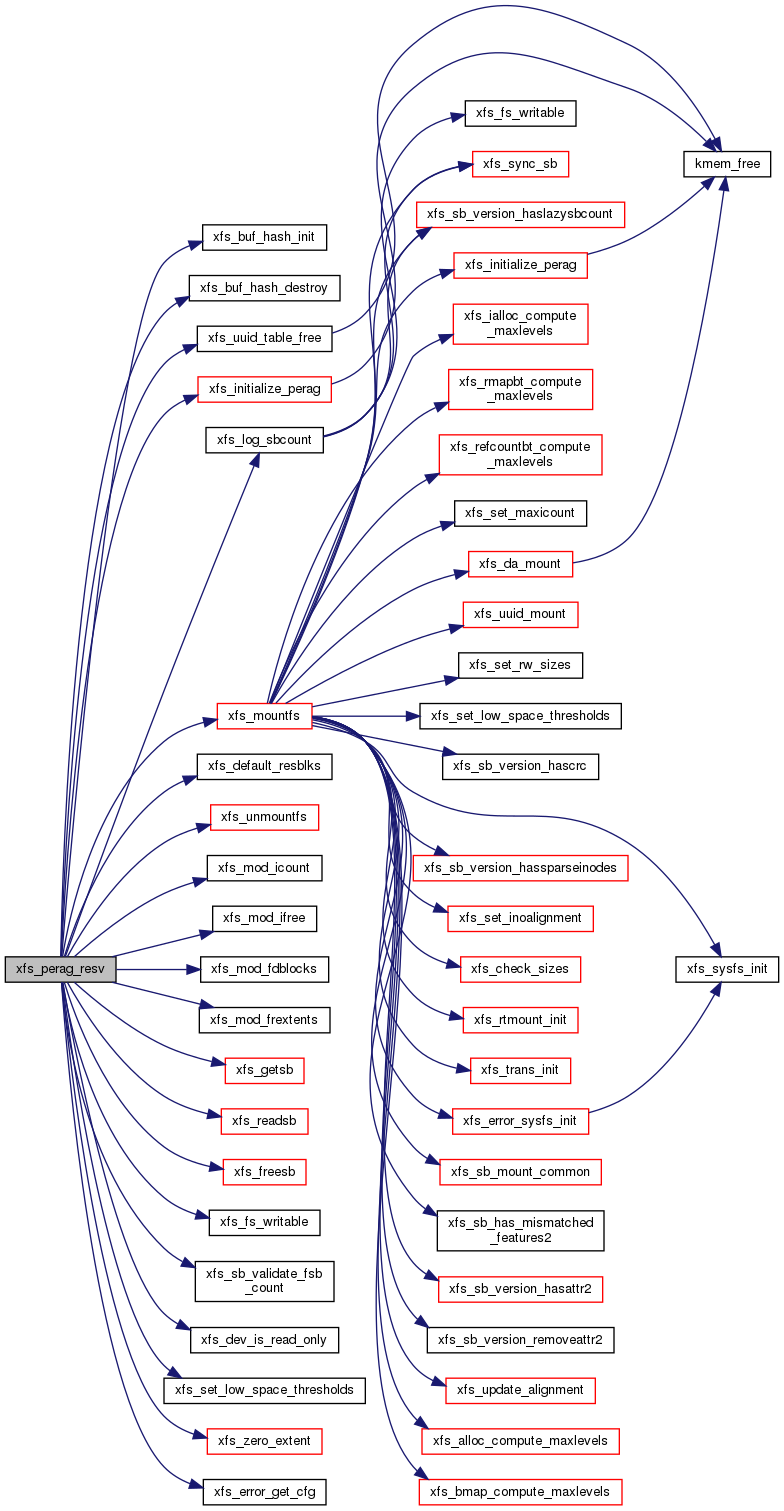 xfs_perag_resv
xfs_buf_hash_init
xfs_buf_hash_destroy
xfs_uuid_table_free
xfs_initialize_perag
xfs_log_sbcount
xfs_mountfs
xfs_default_resblks
xfs_unmountfs
xfs_mod_icount
xfs_mod_ifree
xfs_mod_fdblocks
xfs_mod_frextents
xfs_getsb
xfs_readsb
xfs_freesb
xfs_fs_writable
xfs_sb_validate_fsb
_count
xfs_dev_is_read_only
xfs_set_low_space_thresholds
xfs_zero_extent
xfs_error_get_cfg
xfs_fs_writable
xfs_sync_sb
xfs_sb_version_haslazysbcount
xfs_initialize_perag
xfs_ialloc_compute
_maxlevels
xfs_rmapbt_compute
_maxlevels
xfs_refcountbt_compute
_maxlevels
xfs_set_maxicount
xfs_da_mount
xfs_uuid_mount
xfs_set_rw_sizes
xfs_set_low_space_thresholds
xfs_sb_version_hascrc
xfs_sb_version_hassparseinodes
xfs_set_inoalignment
xfs_check_sizes
xfs_rtmount_init
xfs_trans_init
xfs_error_sysfs_init
xfs_sb_mount_common
xfs_sb_has_mismatched
_features2
xfs_sb_version_hasattr2
xfs_sb_version_removeattr2
xfs_update_alignment
xfs_alloc_compute_maxlevels
xfs_bmap_compute_maxlevels
kmem_free
xfs_sysfs_init